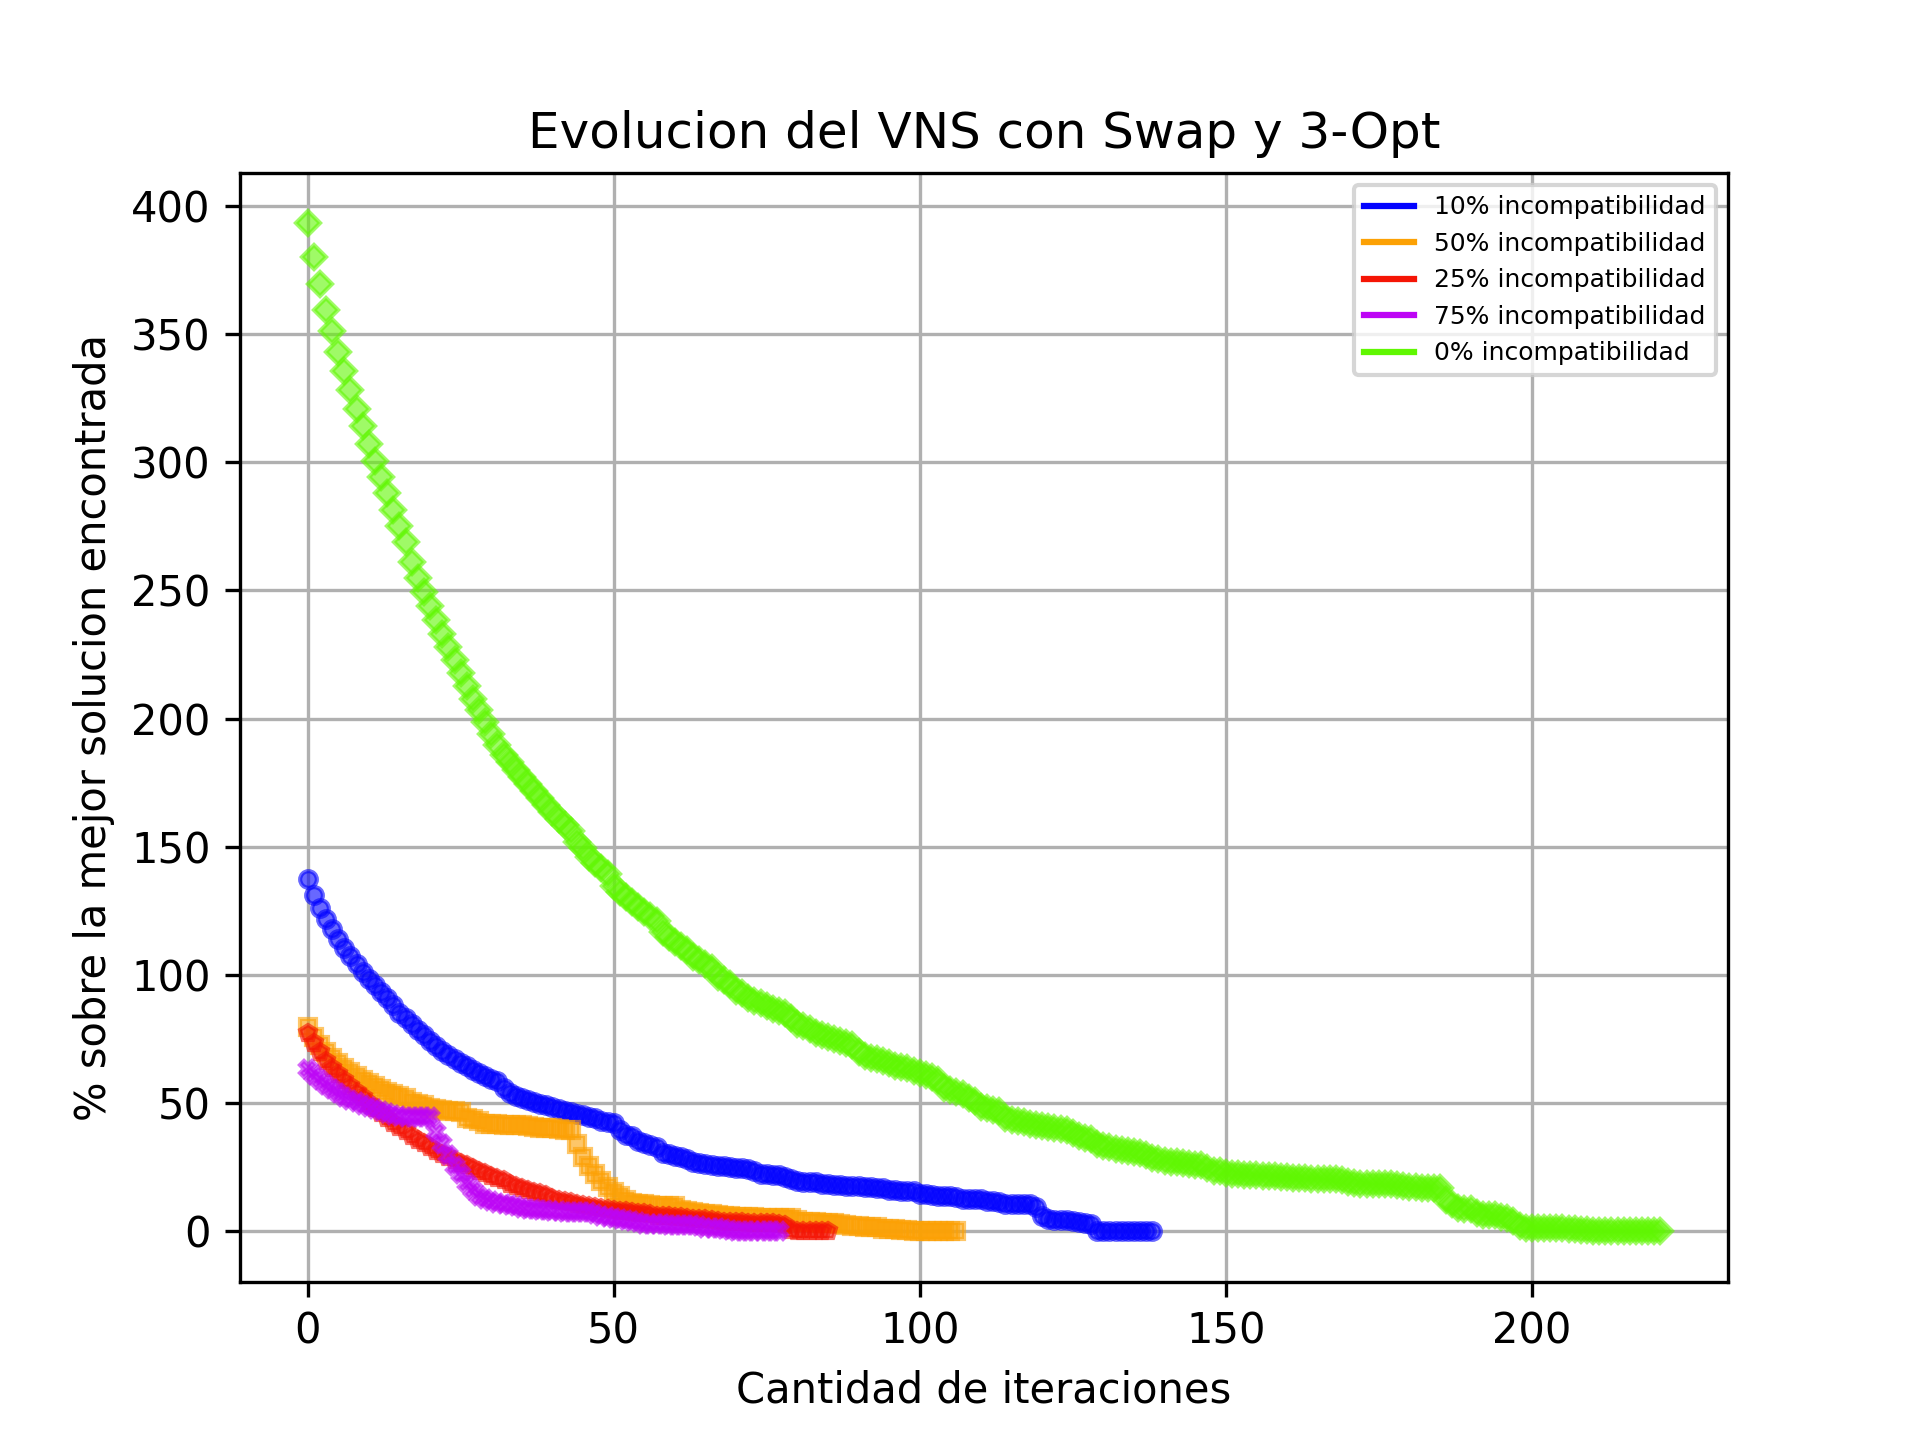 Evolucion del VNS con Swap y 3-Opt
400
350
300
250
200
150
100
50
0
% sobre la mejor solucion encontrada
10% incompatibilidad
50% incompatibilidad
25% incompatibilidad
75% incompatibilidad
0% incompatibilidad
0 50 100 150 200
Cantidad de iteraciones